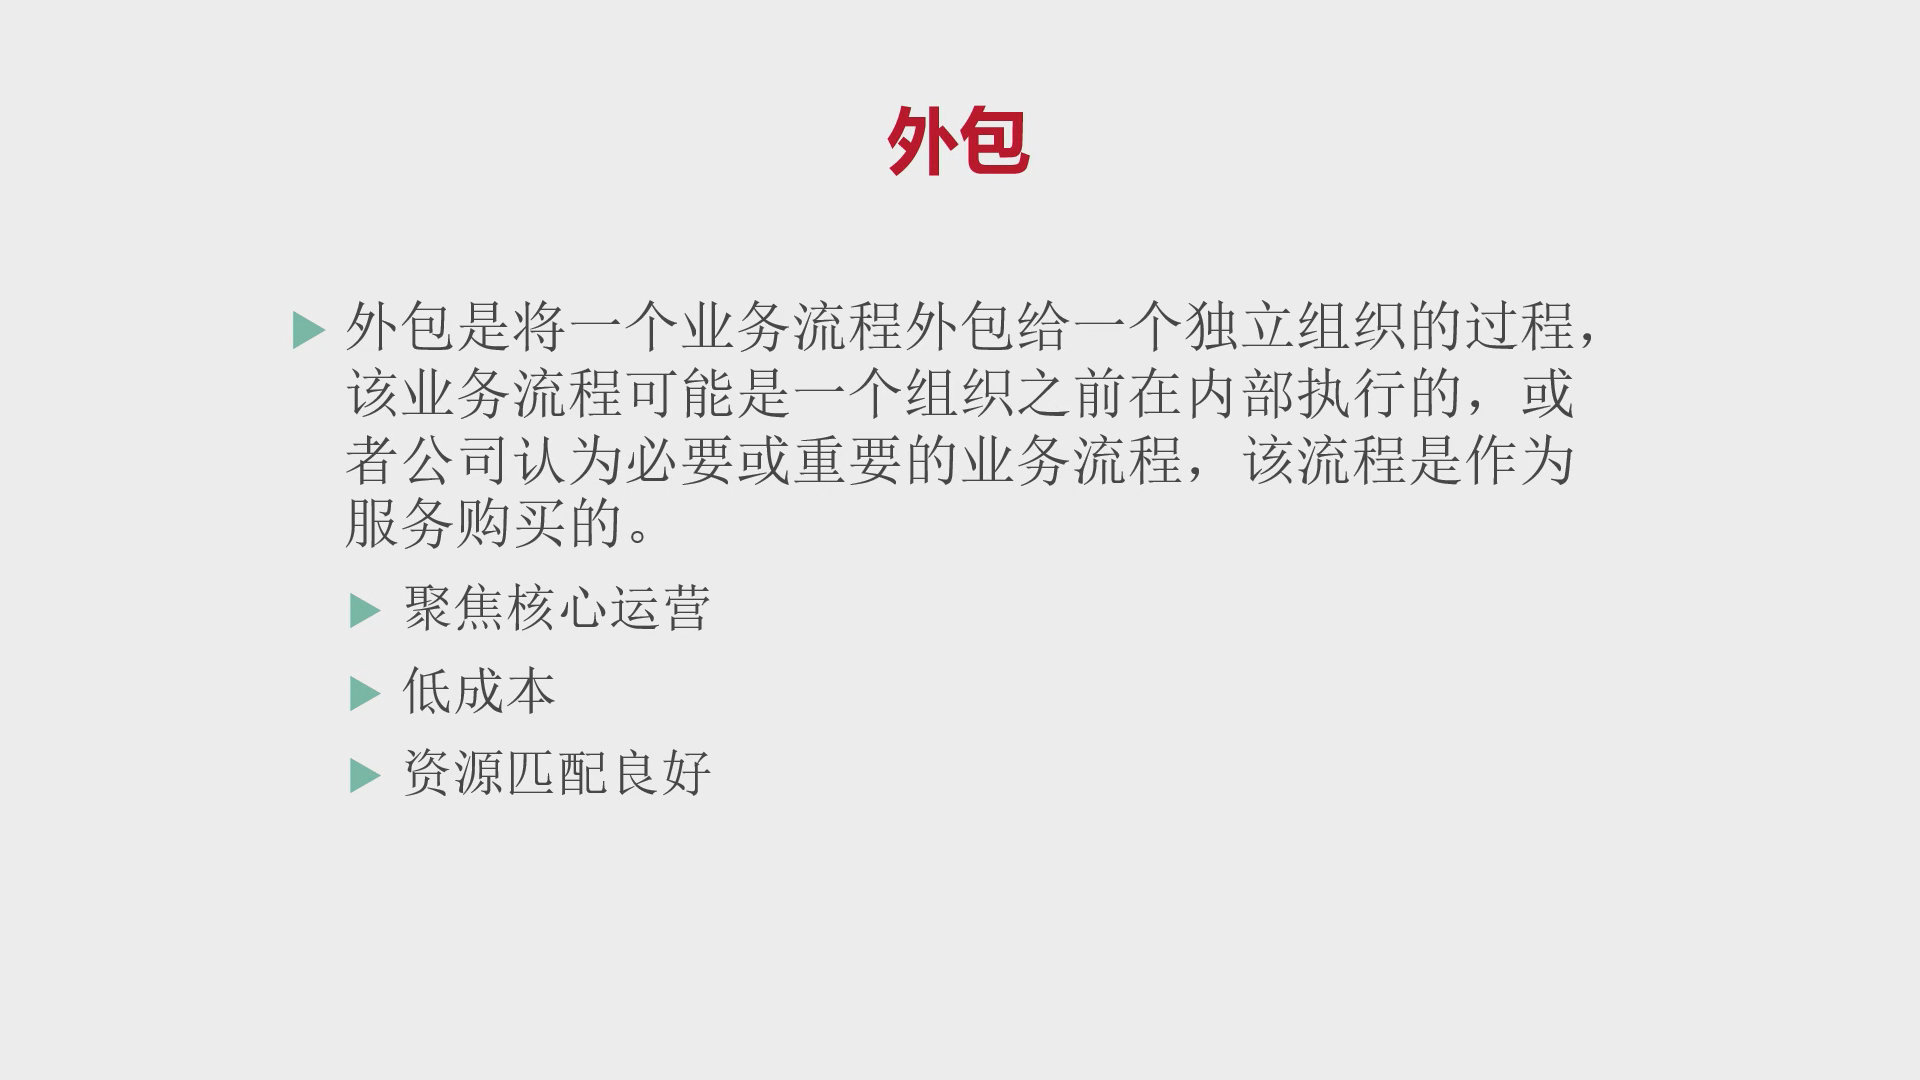 外包
外包是将一个业务流程外包给一个独立组织的过程，
该业务流程可能是一个组织之前在内部执行的，或
者公司认为必要或重要的业务流程，该流程是作为
服务购买的。
聚焦核心运营
低成本
资源匹配良好